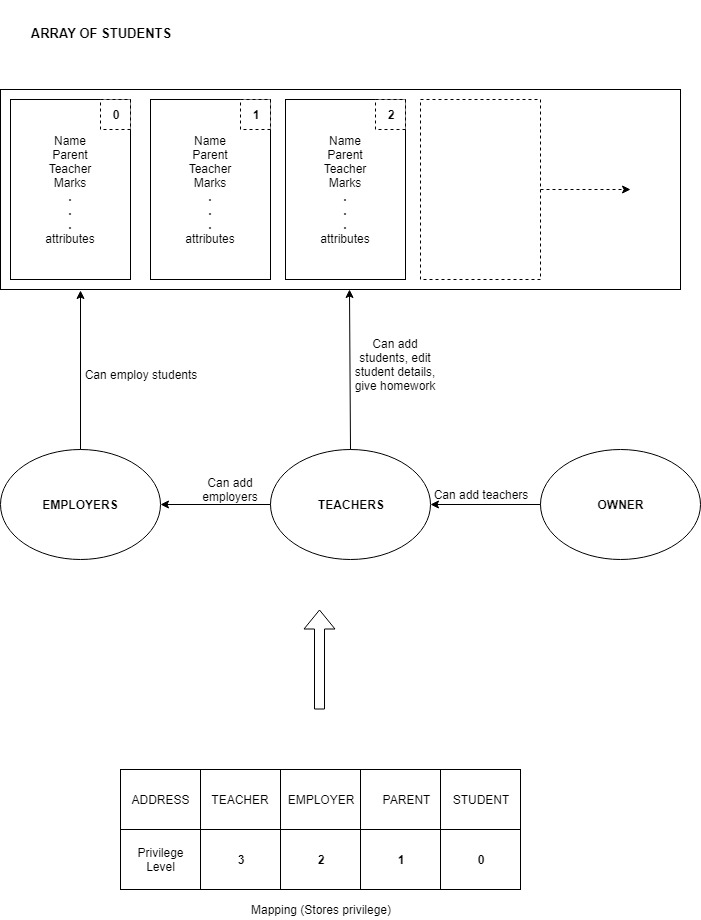 ARRAY OF STUDENTS
0
Name
Parent
Teacher
Marks
.
.
.
attributes
1
Name
Parent
Teacher
Marks
.
.
.
attributes
2
Name
Parent
Teacher
Marks
.
.
.
attributes
Can employ students
Can add
students, edit
student details,
give homework
EMPLOYERS
Can add
employers
TEACHERS
Can add teachers
OWNER
ADDRESS TEACHER EMPLOYER PARENT STUDENT
Privilege
Level
3 2 1 0
Mapping (Stores privilege)